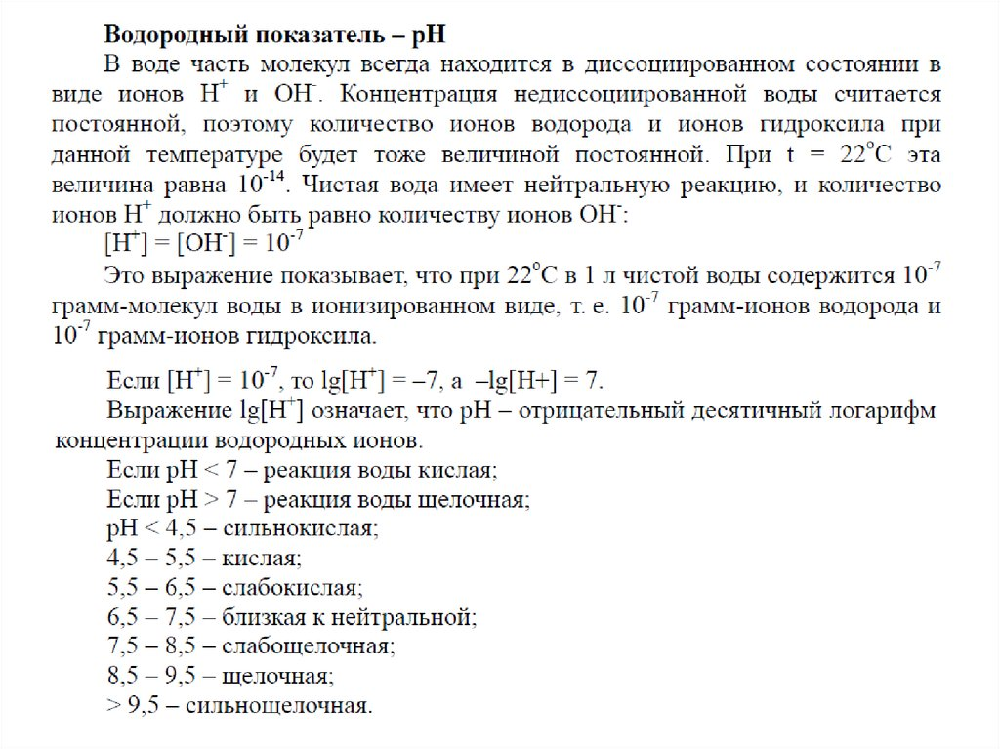 Водородный показатель – pH
В воде часть молекул всегда находится в диссоциированном состоянии в
виде ионов H⁺ и OH⁻. Концентрация недиссоциированной воды считается
постоянной, поэтому количество ионов водорода и ионов гидроксила при
данной температуре будет тоже величиной постоянной. При t = 22°C эта
величина равна 10⁻¹⁴. Чистая вода имеет нейтральную реакцию, и количество
ионов H⁺ должно быть равно количеству ионов OH⁻:
[H⁺] = [OH⁻] = 10⁻⁷
Это выражение показывает, что при 22°C в 1 л чистой воды содержится 10⁻⁷
грамм-молекул воды в ионизированном виде, т. е. 10⁻⁷ грамм-ионов водорода и
10⁻⁷ грамм-ионов гидроксила.
Если [H⁺] = 10⁻⁷, то lg[H⁺] = –7, а –lg[H+] = 7.
Выражение lg[H⁺] означает, что pH – отрицательный десятичный логарифм
концентрации водородных ионов.
Если pH < 7 – реакция воды кислая;
Если pH > 7 – реакция воды щелочная;
pH < 4,5 – сильнокислая;
4,5 – 5,5 – кислая;
5,5 – 6,5 – слабокислая;
6,5 – 7,5 – близкая к нейтральной;
7,5 – 8,5 – слабощелочная;
8,5 – 9,5 – щелочная;
> 9,5 – сильнощелочная.